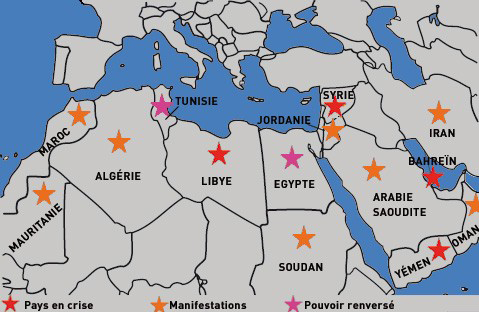 SYRIE
TUNISIE
JORDANIE
IRAN
MAROC
BAHREÏN
ALGÉRIE
LIBYE
EGYPTE
ARABIE
SAOUDITE
MAURITANIE
OMAN
SOUDAN
YÉMEN
Pays en crise
Manifestations
Pouvoir renversé